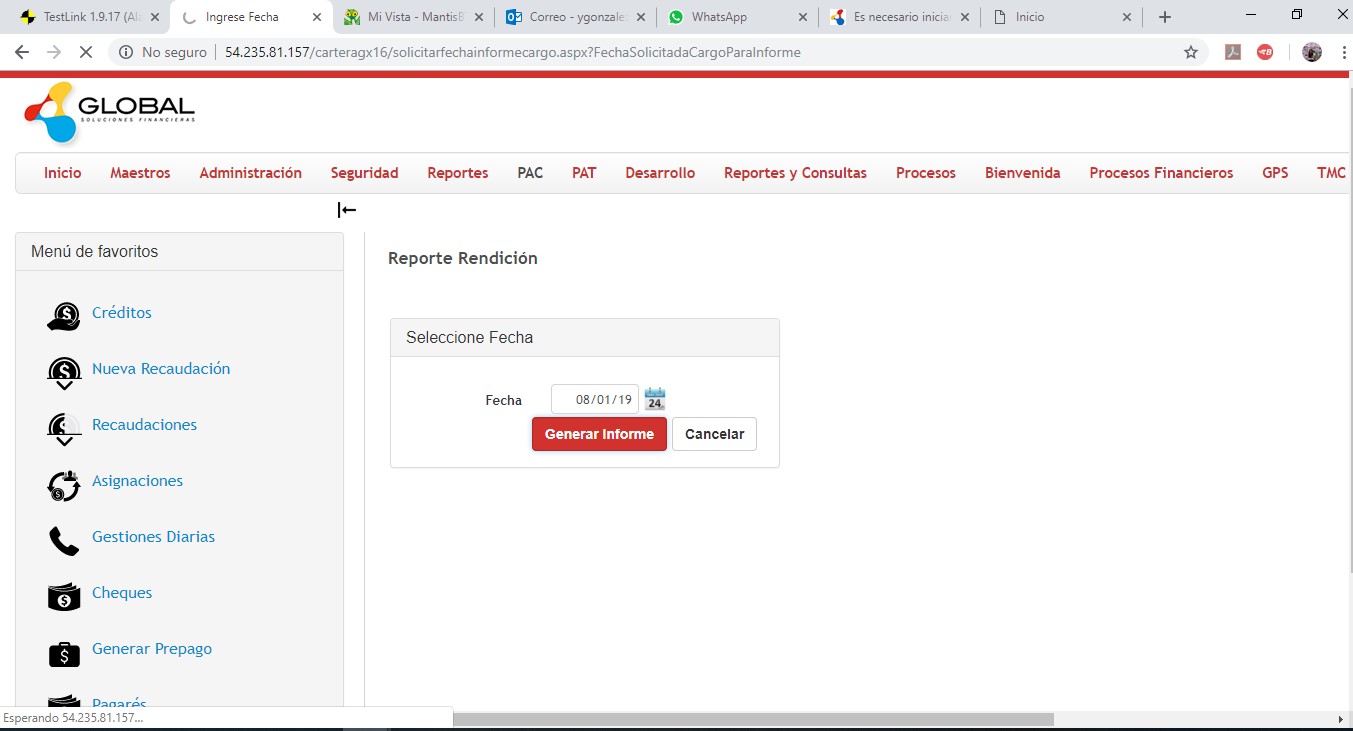 TestLink 1.9.17 (Al
Ingrese Fecha
Mi Vista - MantisB
Correo - ygonzale
WhatsApp
Es necesario inicia
Inicio
No seguro
54.235.81.157/carteragx16/solicitarfechainformecargo.aspx?FechaSolicitadaCargoParaInforme
GLOBAL
SOLUCIONES FINANCIERAS
Inicio Maestros Administración Seguridad Reportes PAC PAT Desarrollo Reportes y Consultas Procesos Bienvenida Procesos Financieros GPS TMC
Menú de favoritos
Reporte Rendición
Créditos
Seleccione Fecha
Nueva Recaudación
Fecha 08/01/19 24
Recaudaciones
Generar Informe Cancelar
Asignaciones
Gestiones Diarias
Cheques
Generar Prepago
Pagarés
Esperando 54.235.81.157...